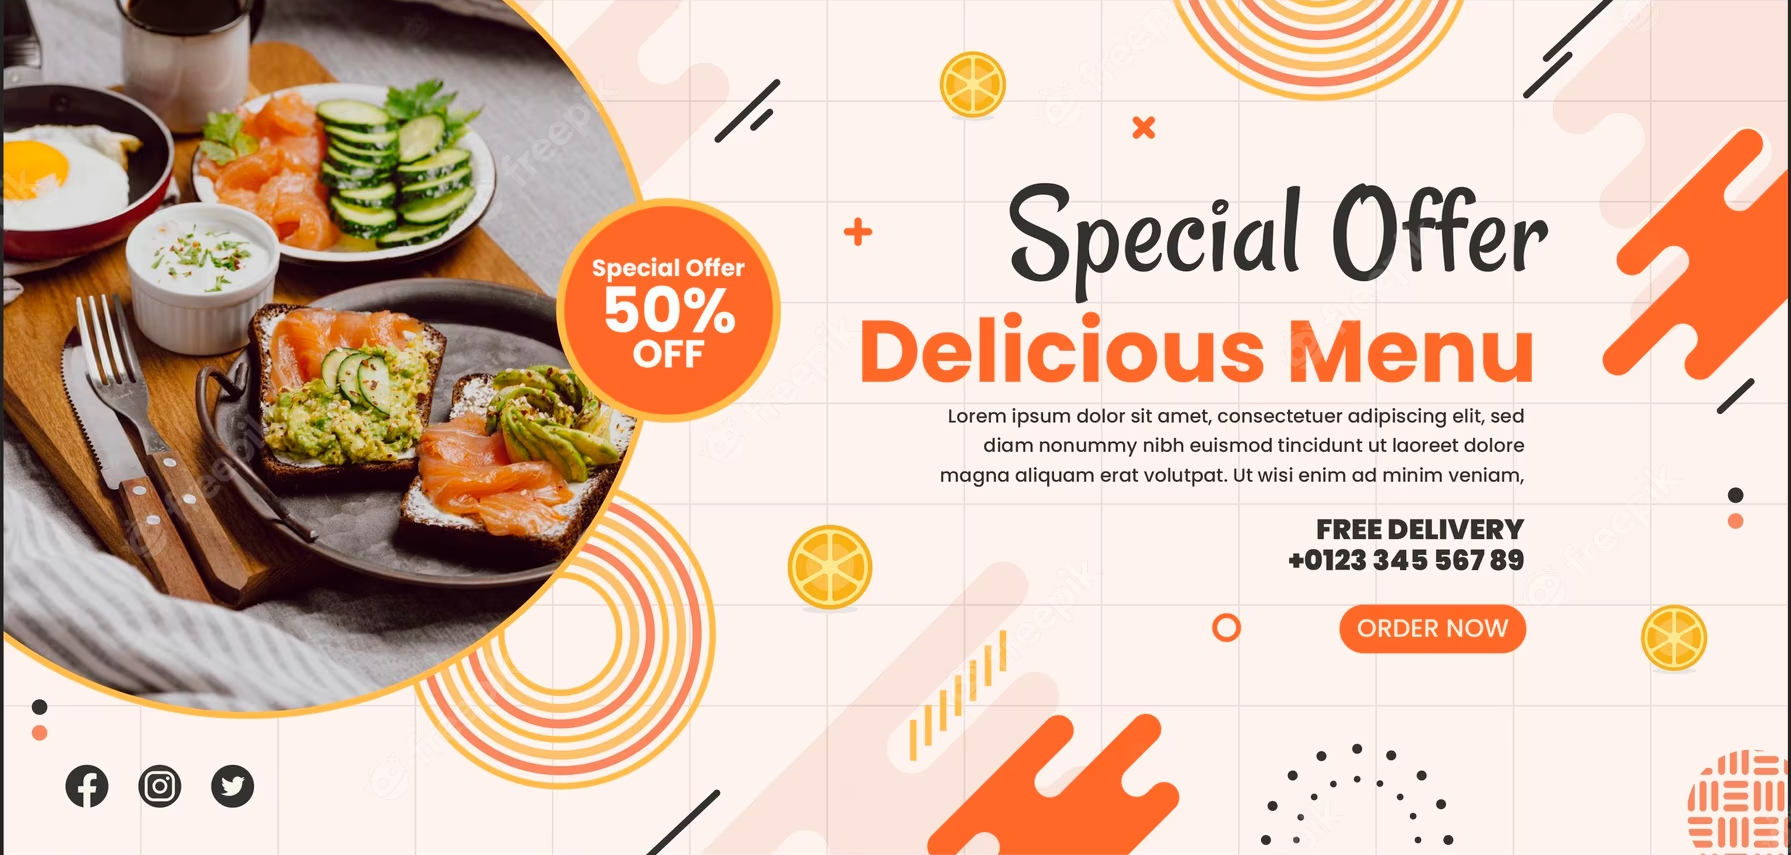 Special Offer
50%
OFF
Special Offer
Delicious Menu
Lorem ipsum dolor sit amet, consectetuer adipiscing elit, sed
diam nonummy nibh euismod tincidunt ut laoreet dolore
magna aliquam erat volutpat. Ut wisi enim ad minim veniam,
FREE DELIVERY
+0123 345 567 89
ORDER NOW
freepik